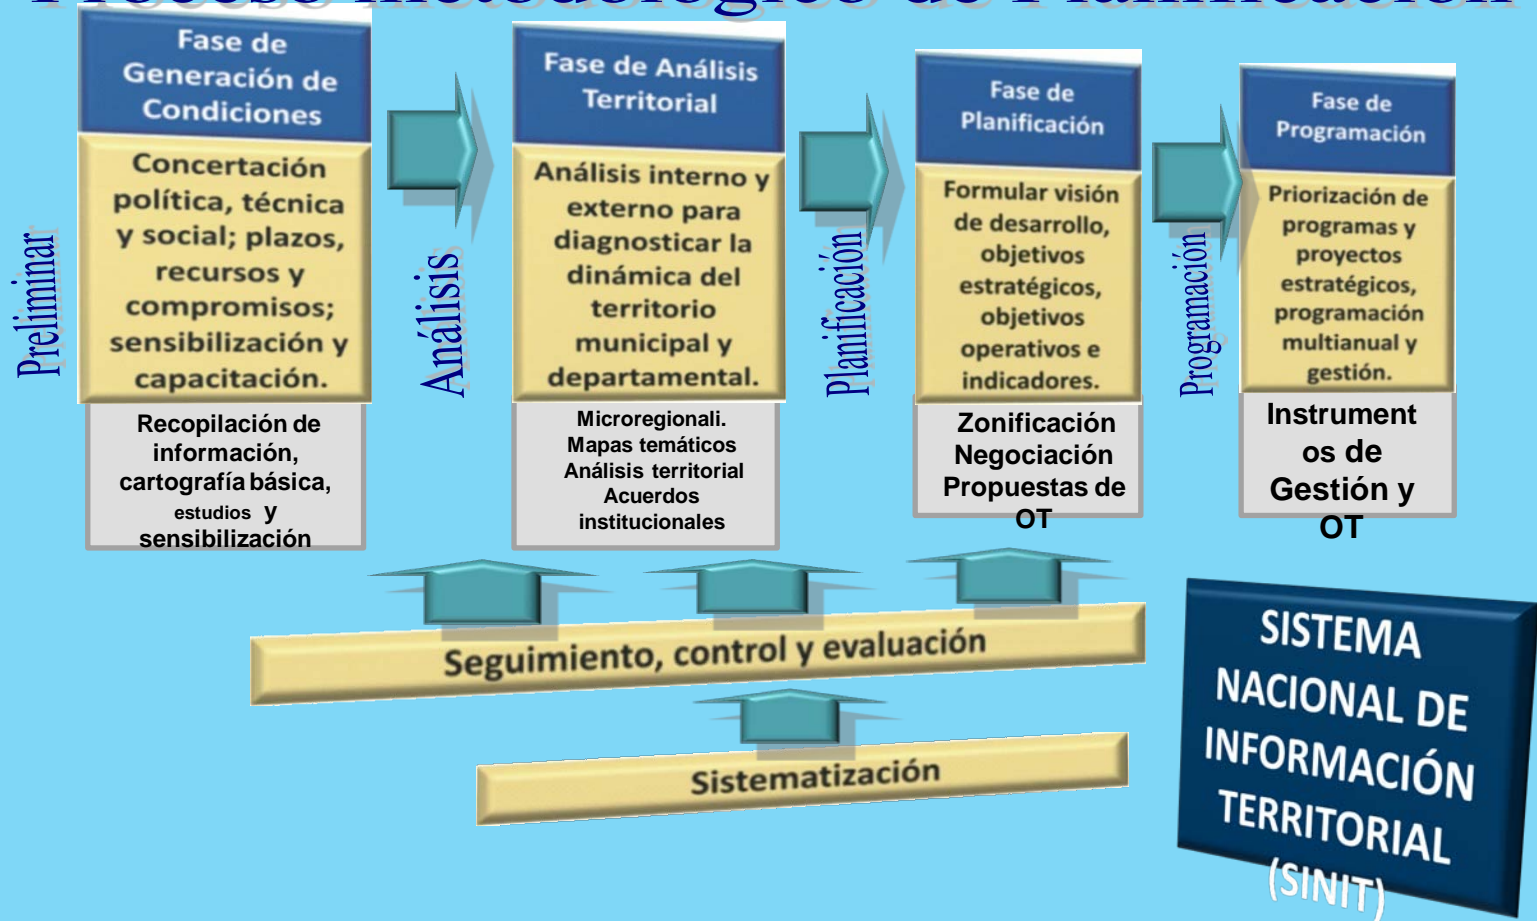 Proceso metodológico de Planificación
Preliminar
Fase de
Generación de
Condiciones
Concertación
política, técnica
y social; plazos,
recursos y
compromisos;
sensibilización y
capacitación.
Recopilación de
información,
cartografía básica,
estudios y
sensibilización
Análisis
Fase de Análisis
Territorial
Análisis interno y
externo para
diagnosticar la
dinámica del
territorio
municipal y
departamental.
Microregionali.
Mapas temáticos
Análisis territorial
Acuerdos
institucionales
Planificación
Fase de
Planificación
Formular visión
de desarrollo,
objetivos
estratégicos,
objetivos
operativos e
indicadores.
Zonificación
Negociación
Propuestas de
OT
Programación
Fase de
Programación
Priorización de
programas y
proyectos
estratégicos,
programación
multianual y
gestión.
Instrument
os de
Gestión y
OT
Seguimiento, control y evaluación
Sistematización
SISTEMA
NACIONAL DE
INFORMACIÓN
TERRITORIAL
(SINIT)